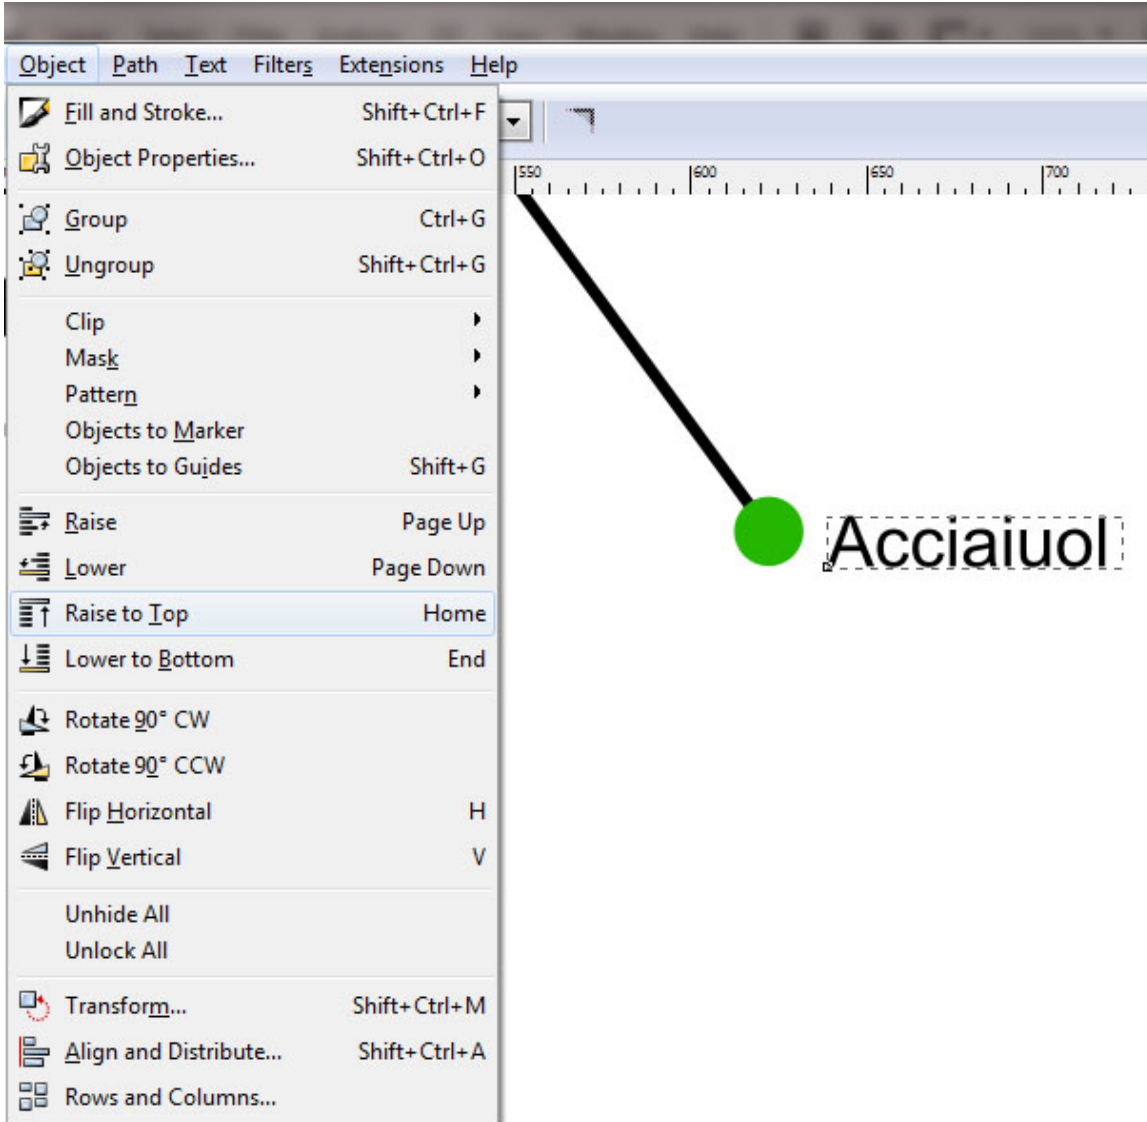 Object Path Text Filters Extensions Help
Fill and Stroke... Shift+Ctrl+F
Object Properties... Shift+Ctrl+O
550 600 650 700
Group Ctrl+G
Ungroup Shift+Ctrl+G
Clip
Mask
Pattern
Objects to Marker
Objects to Guides Shift+G
Raise Page Up
Acciaiuol
Lower Page Down
Raise to Top Home
Lower to Bottom End
Rotate 90° CW
Rotate 90° CCW
Flip Horizontal H
Flip Vertical V
Unhide All
Unlock All
Transform... Shift+Ctrl+M
Align and Distribute... Shift+Ctrl+A
Rows and Columns...